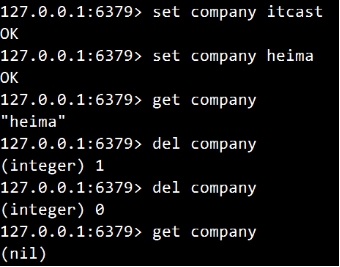 127.0.0.1:6379> set company itcast
OK
127.0.0.1:6379> set company heima
OK
127.0.0.1:6379> get company
"heima"
127.0.0.1:6379> del company
(integer) 1
127.0.0.1:6379> del company
(integer) 0
127.0.0.1:6379> get company
(nil)